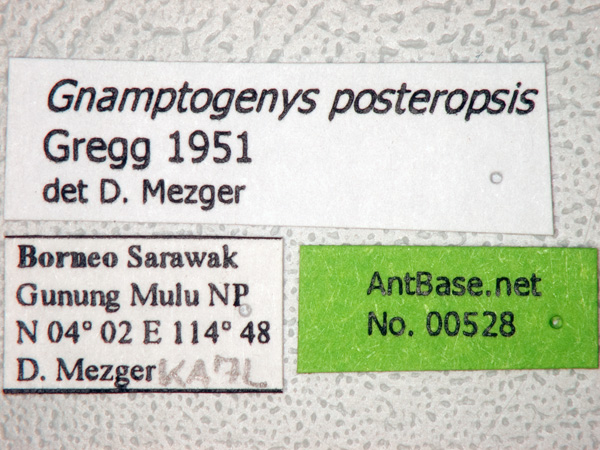 Gnamptogenys posteropsis
Gregg 1951
det D. Mezger
Borneo Sarawak
Gunung Mulu NP
N 04° 02 E 114° 48
D. Mezger KA7L
AntBase.net
No. 00528